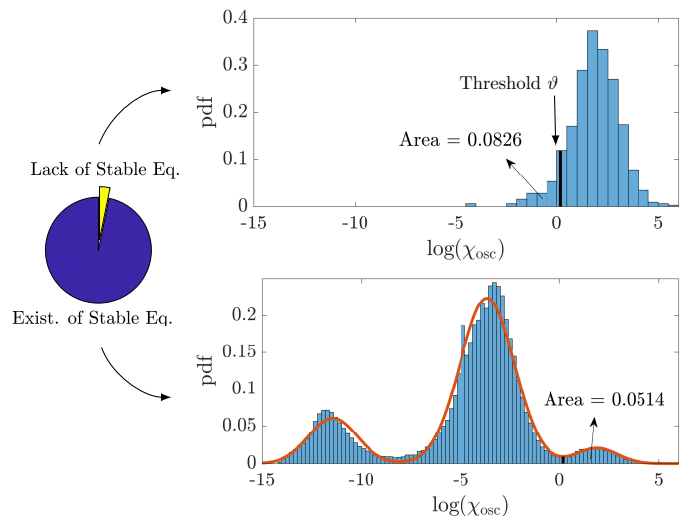 Lack of Stable Eq.
Exist. of Stable Eq.
pdf
0.4
0.3
0.2
0.1
0
Threshold ϑ
Area = 0.0826
-15
-10
-5
0
5
log(χosc)
pdf
0.2
0.15
0.1
0.05
0
Area = 0.0514
-15
-10
-5
0
5
log(χosc)